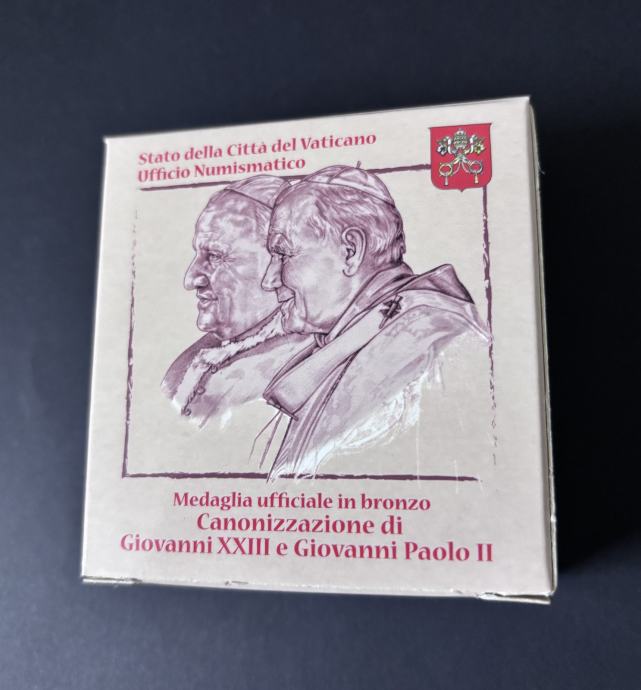 Stato della Città del Vaticano
Ufficio Numismatico
Medaglia ufficiale in bronzo
Canonizzazione di
Giovanni XXIII e Giovanni Paolo II